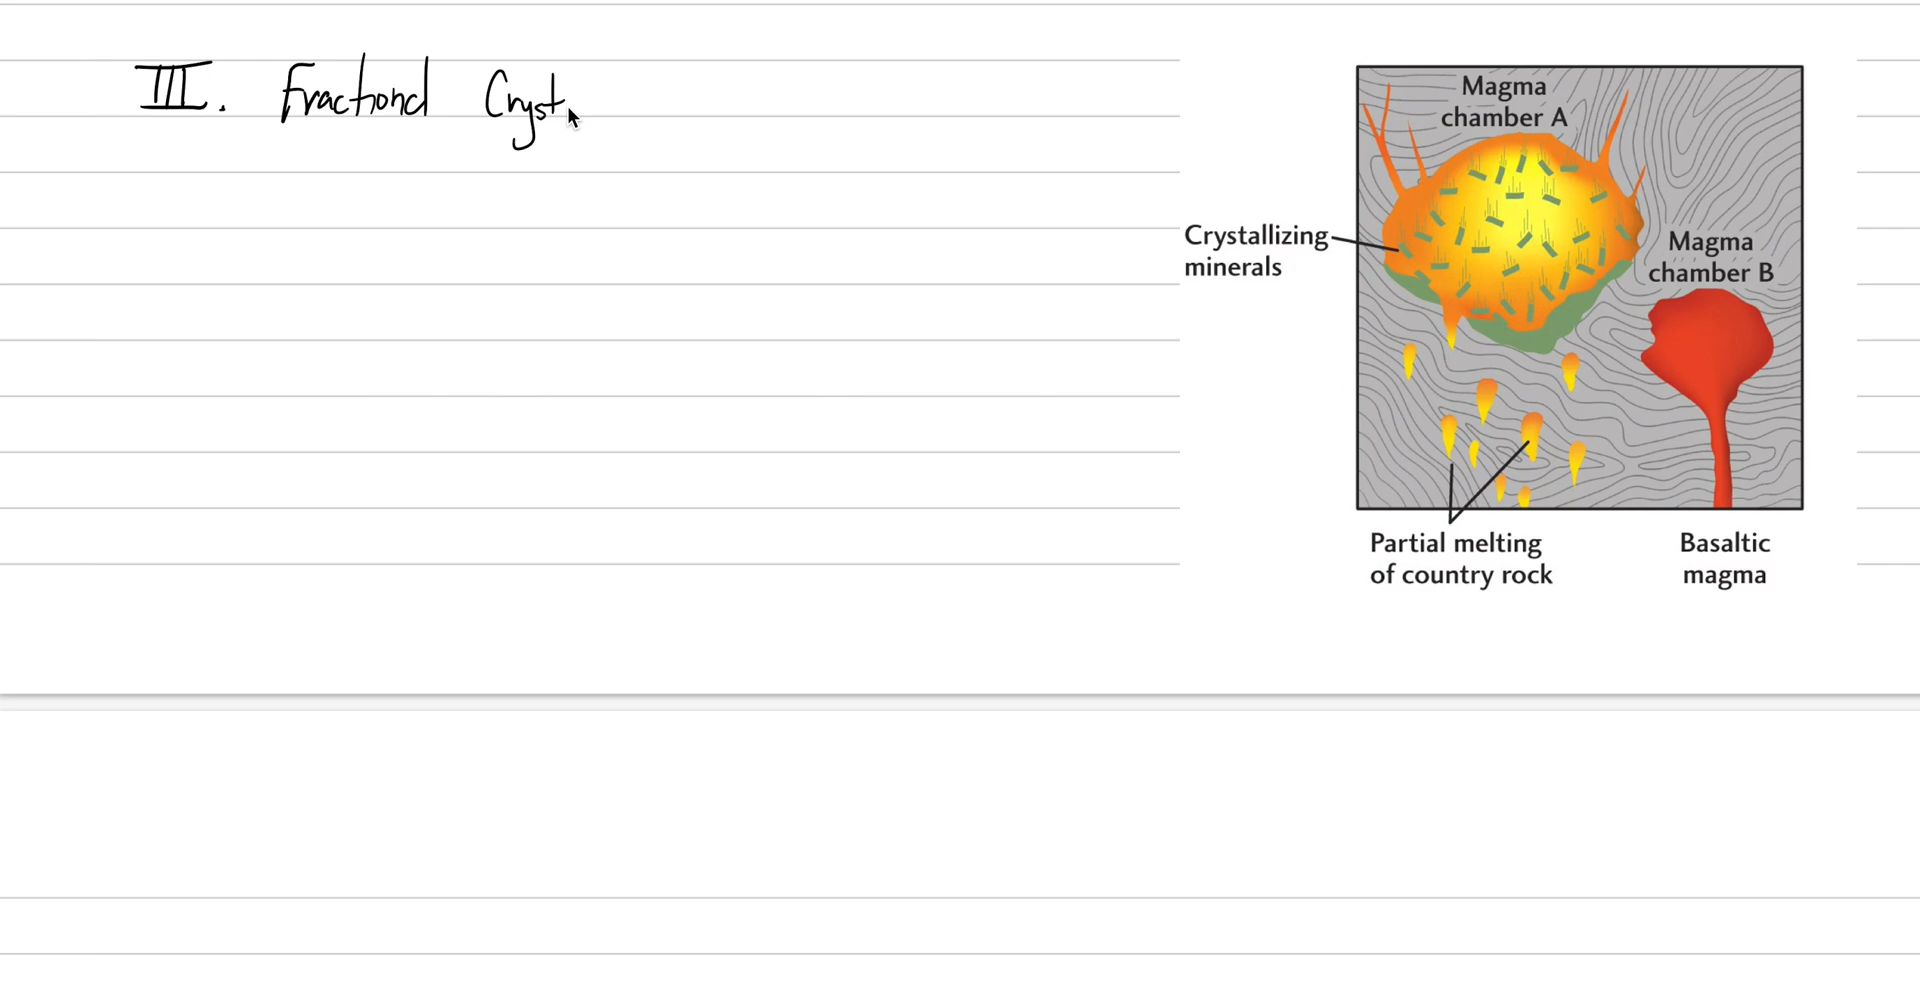 III. Fractional Cryst
Magma
chamber A
Crystallizing
minerals
Magma
chamber B
Partial melting
of country rock
Basaltic
magma